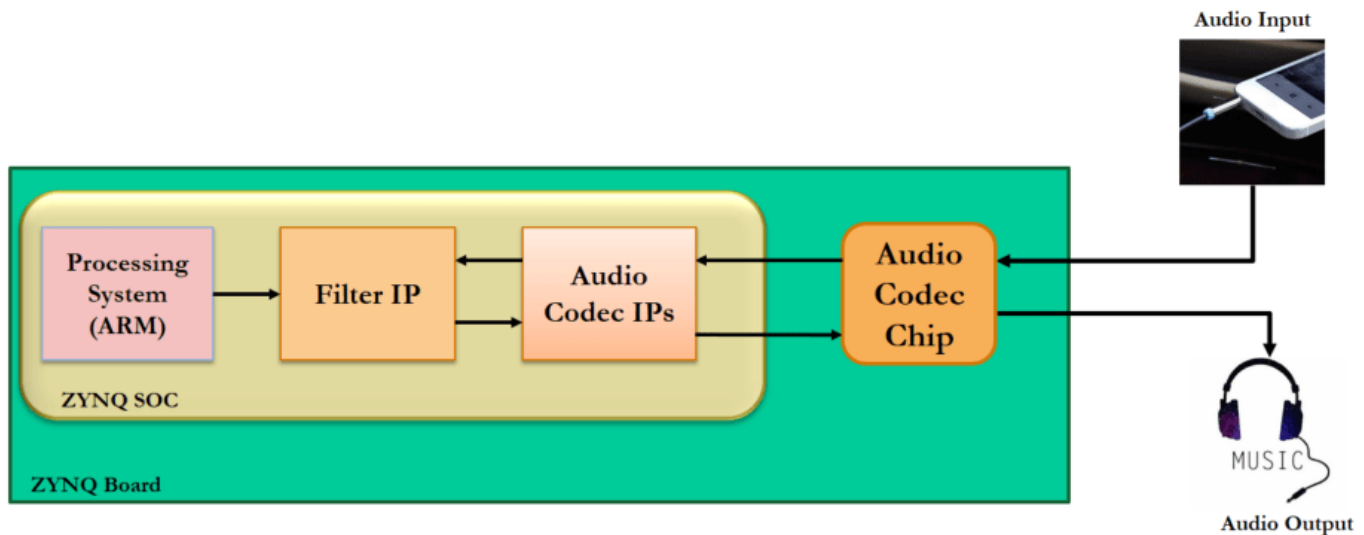 Audio Input
Processing
System
(ARM)
Filter IP
Audio
Codec IPs
Audio
Codec
Chip
ZYNQ SOC
ZYNQ Board
MUSIC
Audio Output